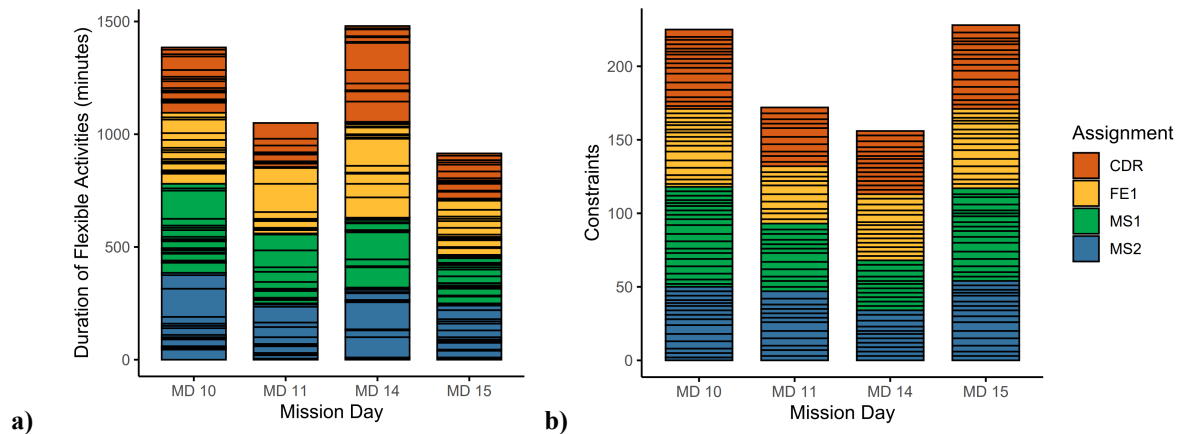 Duration of Flexible Activities (minutes)
1500
1000
500
0
MD 10
MD 11
MD 14
MD 15
Mission Day
a)
Constraints
200
150
100
50
0
MD 10
MD 11
MD 14
MD 15
Mission Day
b)
Assignment
CDR
FE1
MS1
MS2